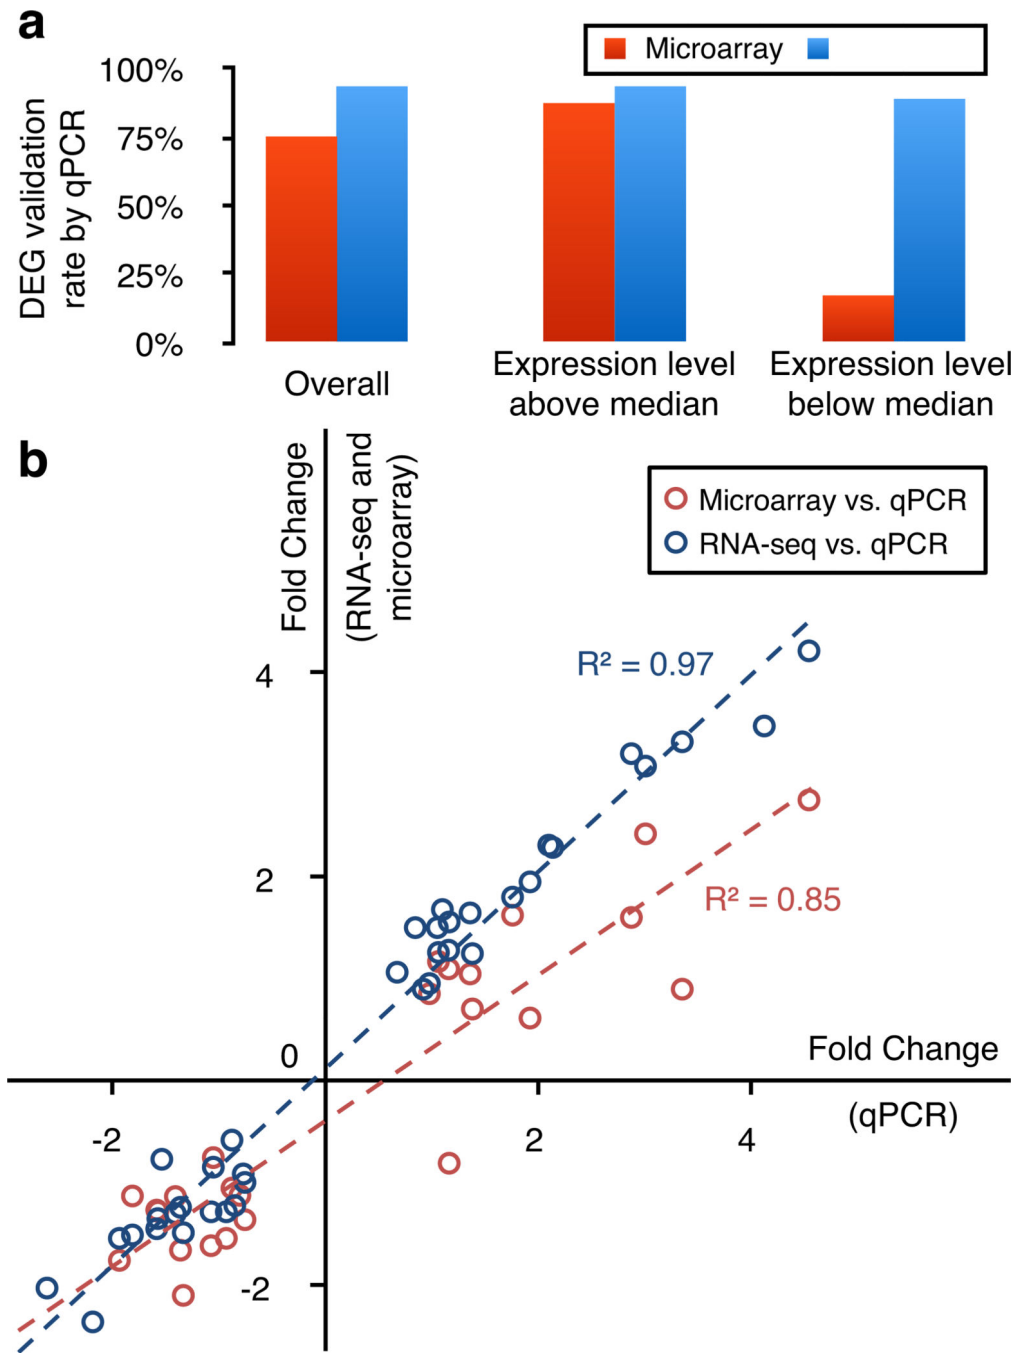 a
Microarray
DEG validation
rate by qPCR
100%
75%
50%
25%
0%
Overall
Expression level
above median
Expression level
below median
b
Fold Change
(RNA-seq and
microarray)
Microarray vs. qPCR
RNA-seq vs. qPCR
R² = 0.97
4
2
R² = 0.85
0
Fold Change
(qPCR)
-2
2
4
-2